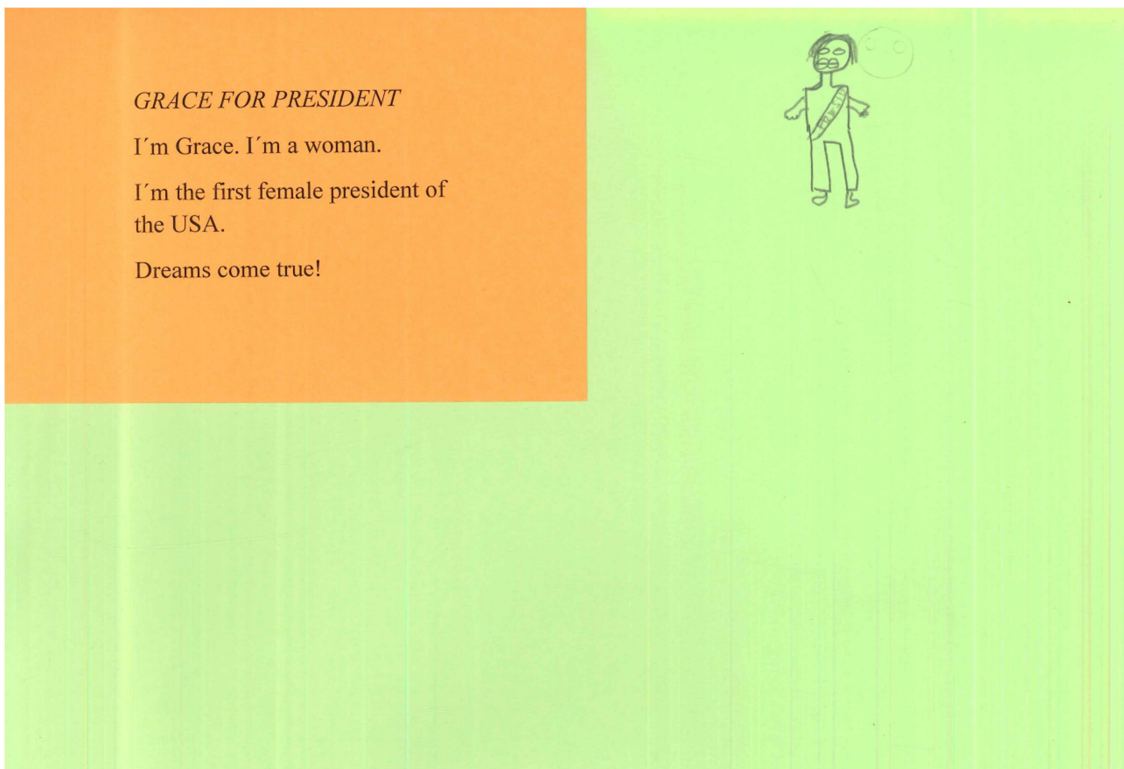 GRACE FOR PRESIDENT
I´m Grace. I´m a woman.
I´m the first female president of
the USA.
Dreams come true!